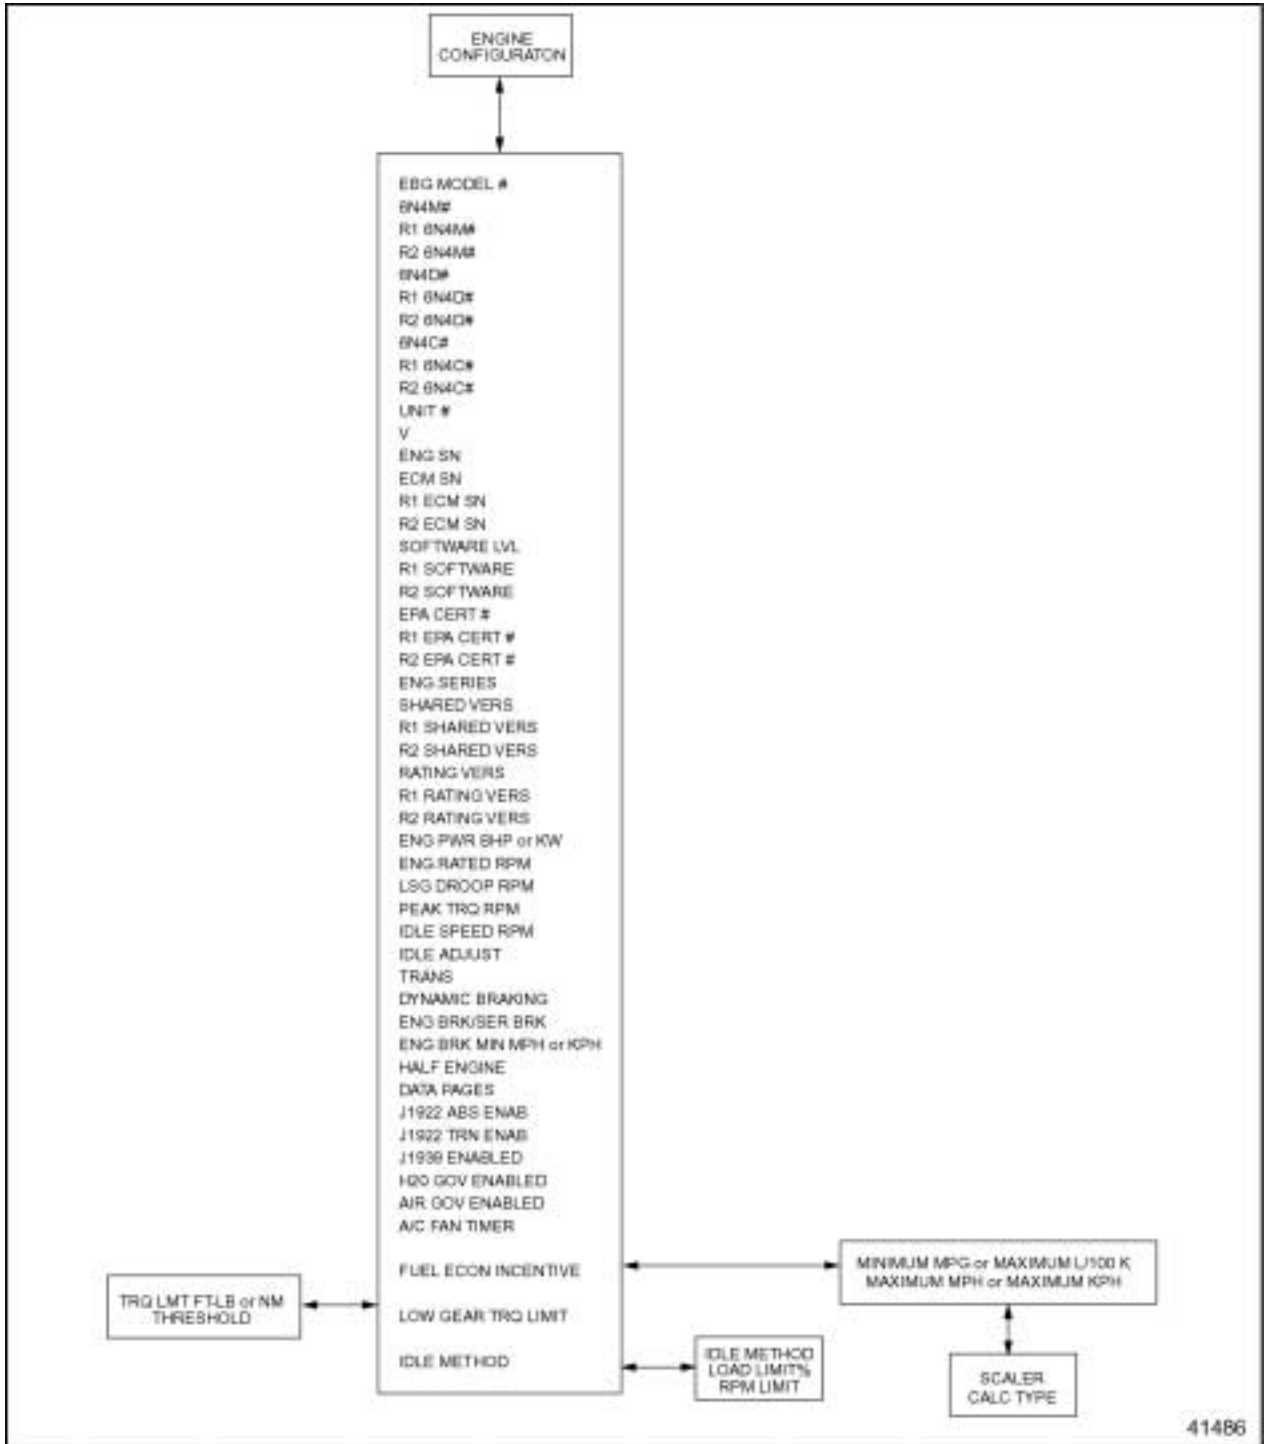 ENGINE
CONFIGURATON
EBG MODEL #
6N4M#
R1 6N4M#
R2 6N4M#
6N4D#
R1 6N4D#
R2 6N4D#
6N4C#
R1 6N4C#
R2 6N4C#
UNIT #
V
ENG SN
ECM SN
R1 ECM SN
R2 ECM SN
SOFTWARE LVL
R1 SOFTWARE
R2 SOFTWARE
EPA CERT #
R1 EPA CERT #
R2 EPA CERT #
ENG SERIES
SHARED VERS
R1 SHARED VERS
R2 SHARED VERS
RATING VERS
R1 RATING VERS
R2 RATING VERS
ENG PWR BHP or KW
ENG RATED RPM
LSG DROOP RPM
PEAK TRQ RPM
IDLE SPEED RPM
IDLE ADJUST
TRANS
DYNAMIC BRAKING
ENG BRK/SER BRK
ENG BRK MIN MPH or KPH
HALF ENGINE
DATA PAGES
J1922 ABS ENAB
J1922 TRN ENAB
J1939 ENABLED
H20 GOV ENABLED
AIR GOV ENABLED
A/C FAN TIMER
FUEL ECON INCENTIVE
LOW GEAR TRQ LIMIT
IDLE METHOD
TRQ LMT FT-LB or NM
THRESHOLD
MINIMUM MPG or MAXIMUM L/100 K
MAXIMUM MPH or MAXIMUM KPH
IDLE METHOD
LOAD LIMIT%
RPM LIMIT
SCALER
CALC TYPE
41486